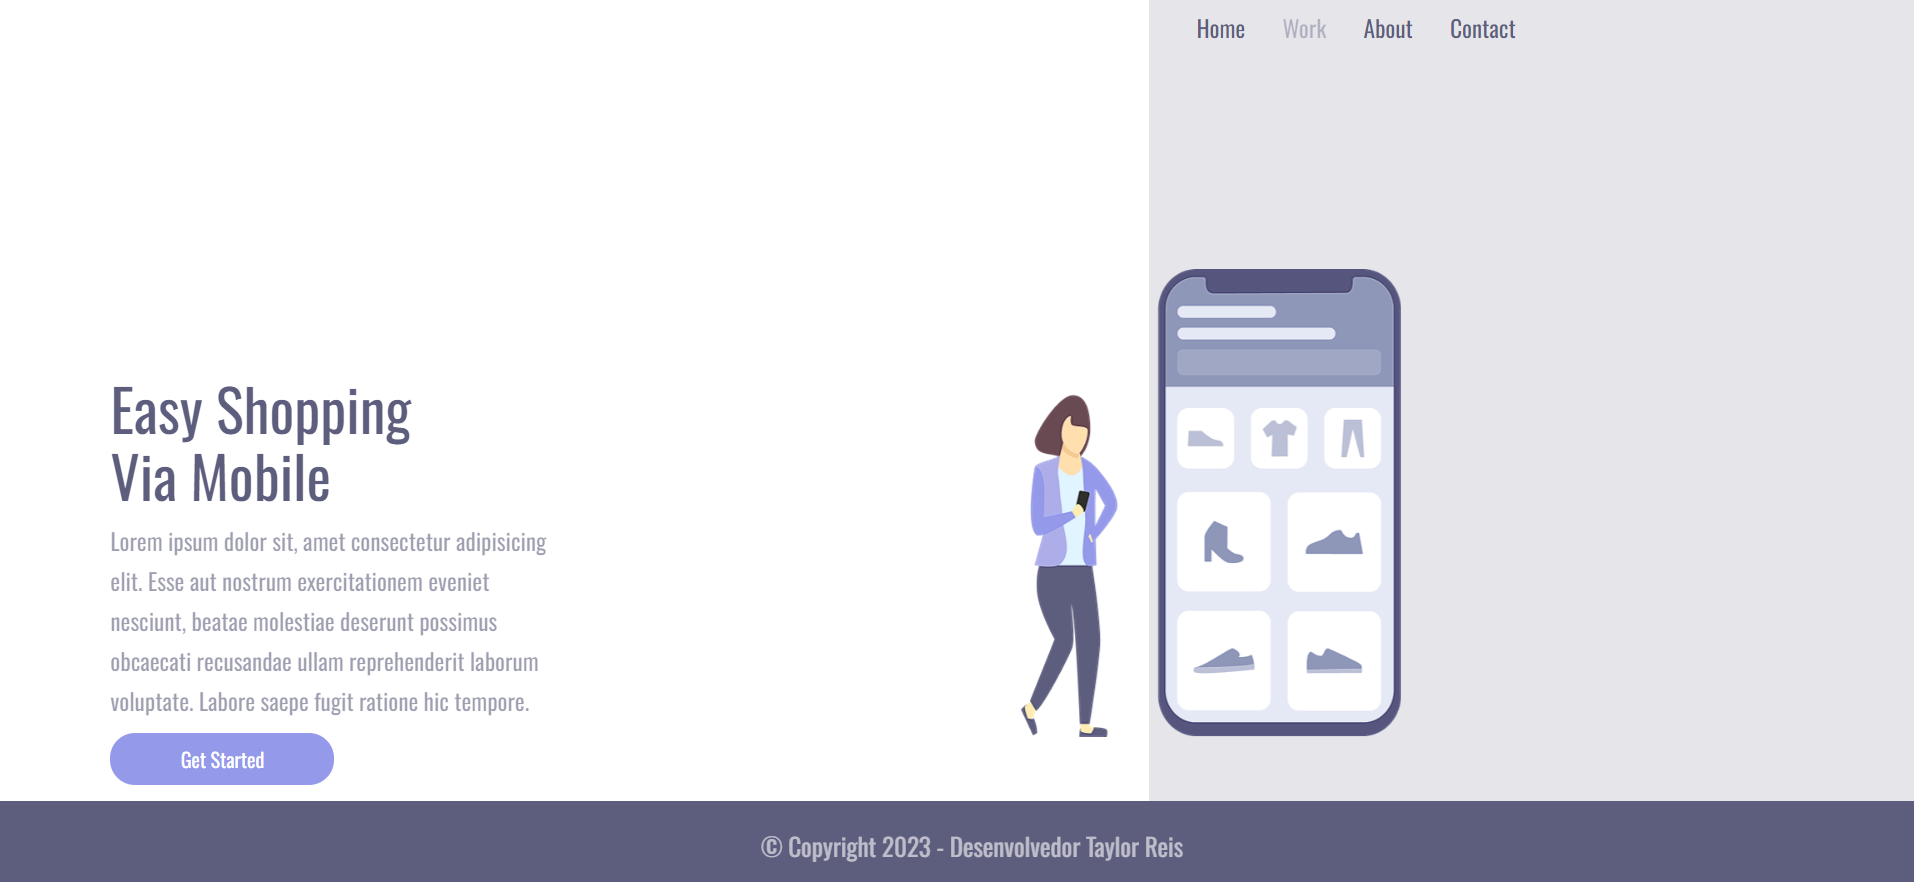 Home Work About Contact
Easy Shopping
Via Mobile
Lorem ipsum dolor sit, amet consectetur adipisicing
elit. Esse aut nostrum exercitationem eveniet
nesciunt, beatae molestiae deserunt possimus
obcaecati recusandae ullam reprehenderit laborum
voluptate. Labore saepe fugit ratione hic tempore.
Get Started
© Copyright 2023 - Desenvolvedor Taylor Reis